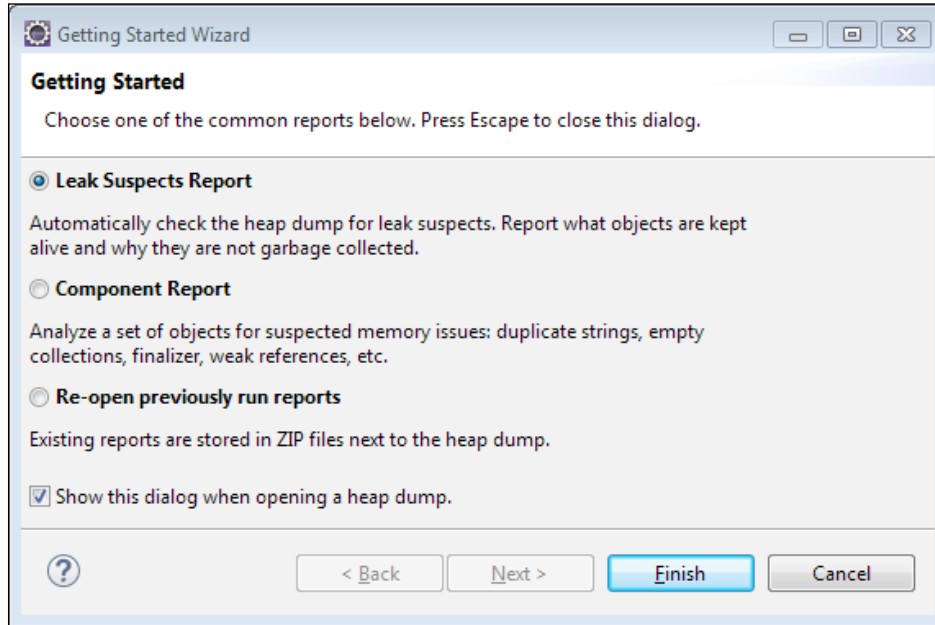 Getting Started Wizard
Getting Started
Choose one of the common reports below. Press Escape to close this dialog.
Leak Suspects Report
Automatically check the heap dump for leak suspects. Report what objects are kept
alive and why they are not garbage collected.
Component Report
Analyze a set of objects for suspected memory issues: duplicate strings, empty
collections, finalizer, weak references, etc.
Re-open previously run reports
Existing reports are stored in ZIP files next to the heap dump.
Show this dialog when opening a heap dump.
? < Back Next > Finish Cancel